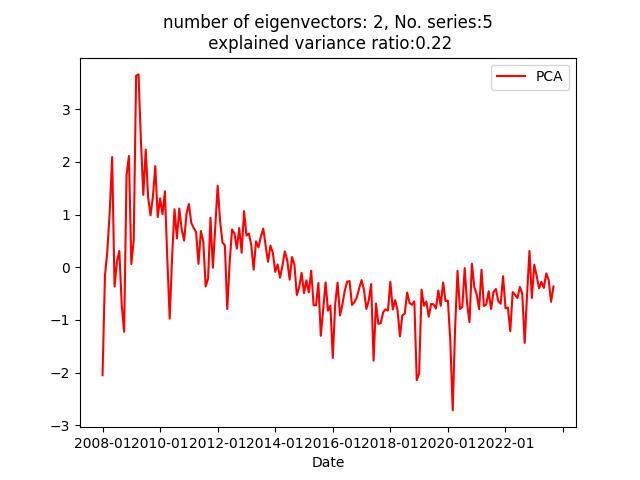 number of eigenvectors: 2, No. series:5
explained variance ratio:0.22
PCA
3
2
1
0
−1
−2
−3
2008-012010-012012-012014-012016-012018-012020-012022-01
Date